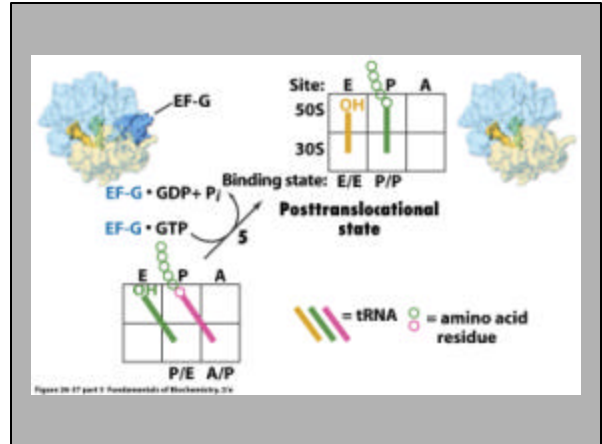 EF-G
Site: E P A
50S OH
30S
Binding state: E/E P/P
EF-G • GDP+ Pi
Posttranslocational
state
EF-G • GTP
5
E P A
OH
= tRNA = amino acid
residue
P/E A/P
Figure 26-37 part 5 Fundamentals of Biochemistry, 2/e